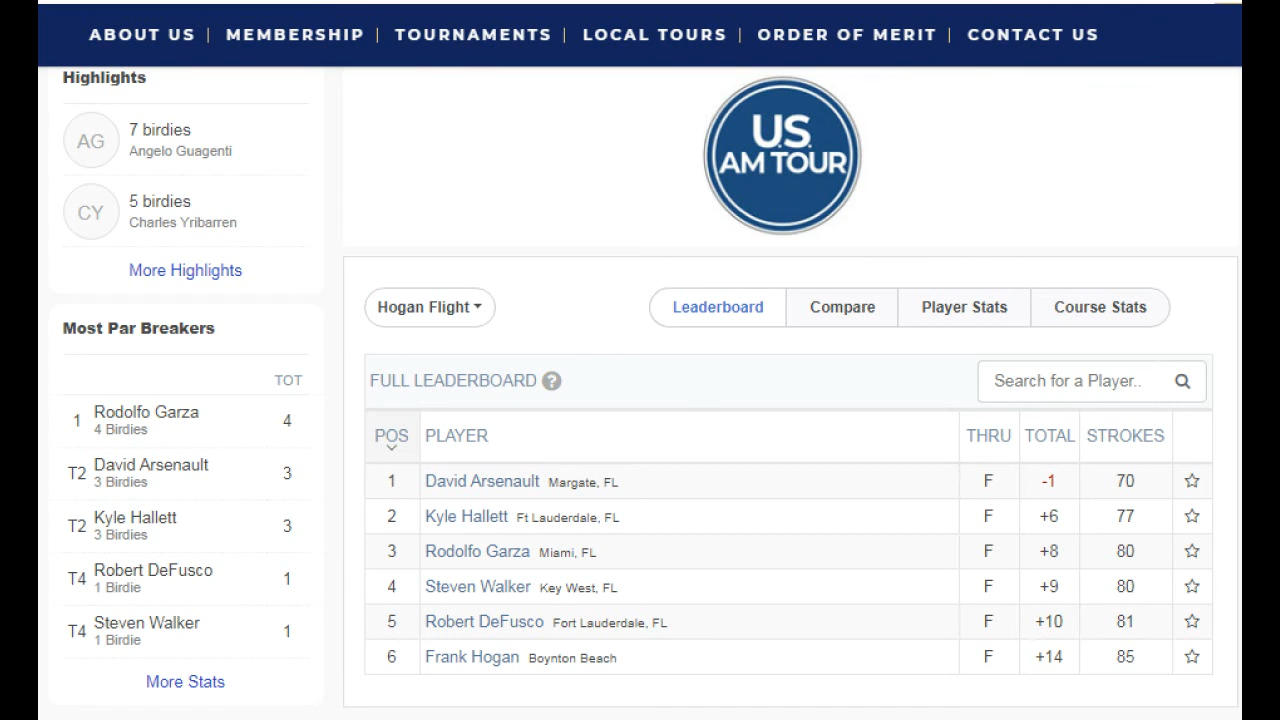 ABOUT US | MEMBERSHIP | TOURNAMENTS | LOCAL TOURS | ORDER OF MERIT | CONTACT US
Highlights
AG
7 birdies
Angelo Guagenti
CY
5 birdies
Charles Yribarren
More Highlights
Most Par Breakers
TOT
1 Rodolfo Garza 4
4 Birdies
T2 David Arsenault 3
3 Birdies
T2 Kyle Hallett 3
3 Birdies
T4 Robert DeFusco 1
1 Birdie
T4 Steven Walker 1
1 Birdie
More Stats
U.S.
AM TOUR
Hogan Flight Leaderboard Compare Player Stats Course Stats
FULL LEADERBOARD ? Search for a Player..
POS PLAYER THRU TOTAL STROKES
1 David Arsenault Margate, FL F -1 70
2 Kyle Hallett Ft Lauderdale, FL F +6 77
3 Rodolfo Garza Miami, FL F +8 80
4 Steven Walker Key West, FL F +9 80
5 Robert DeFusco Fort Lauderdale, FL F +10 81
6 Frank Hogan Boynton Beach F +14 85